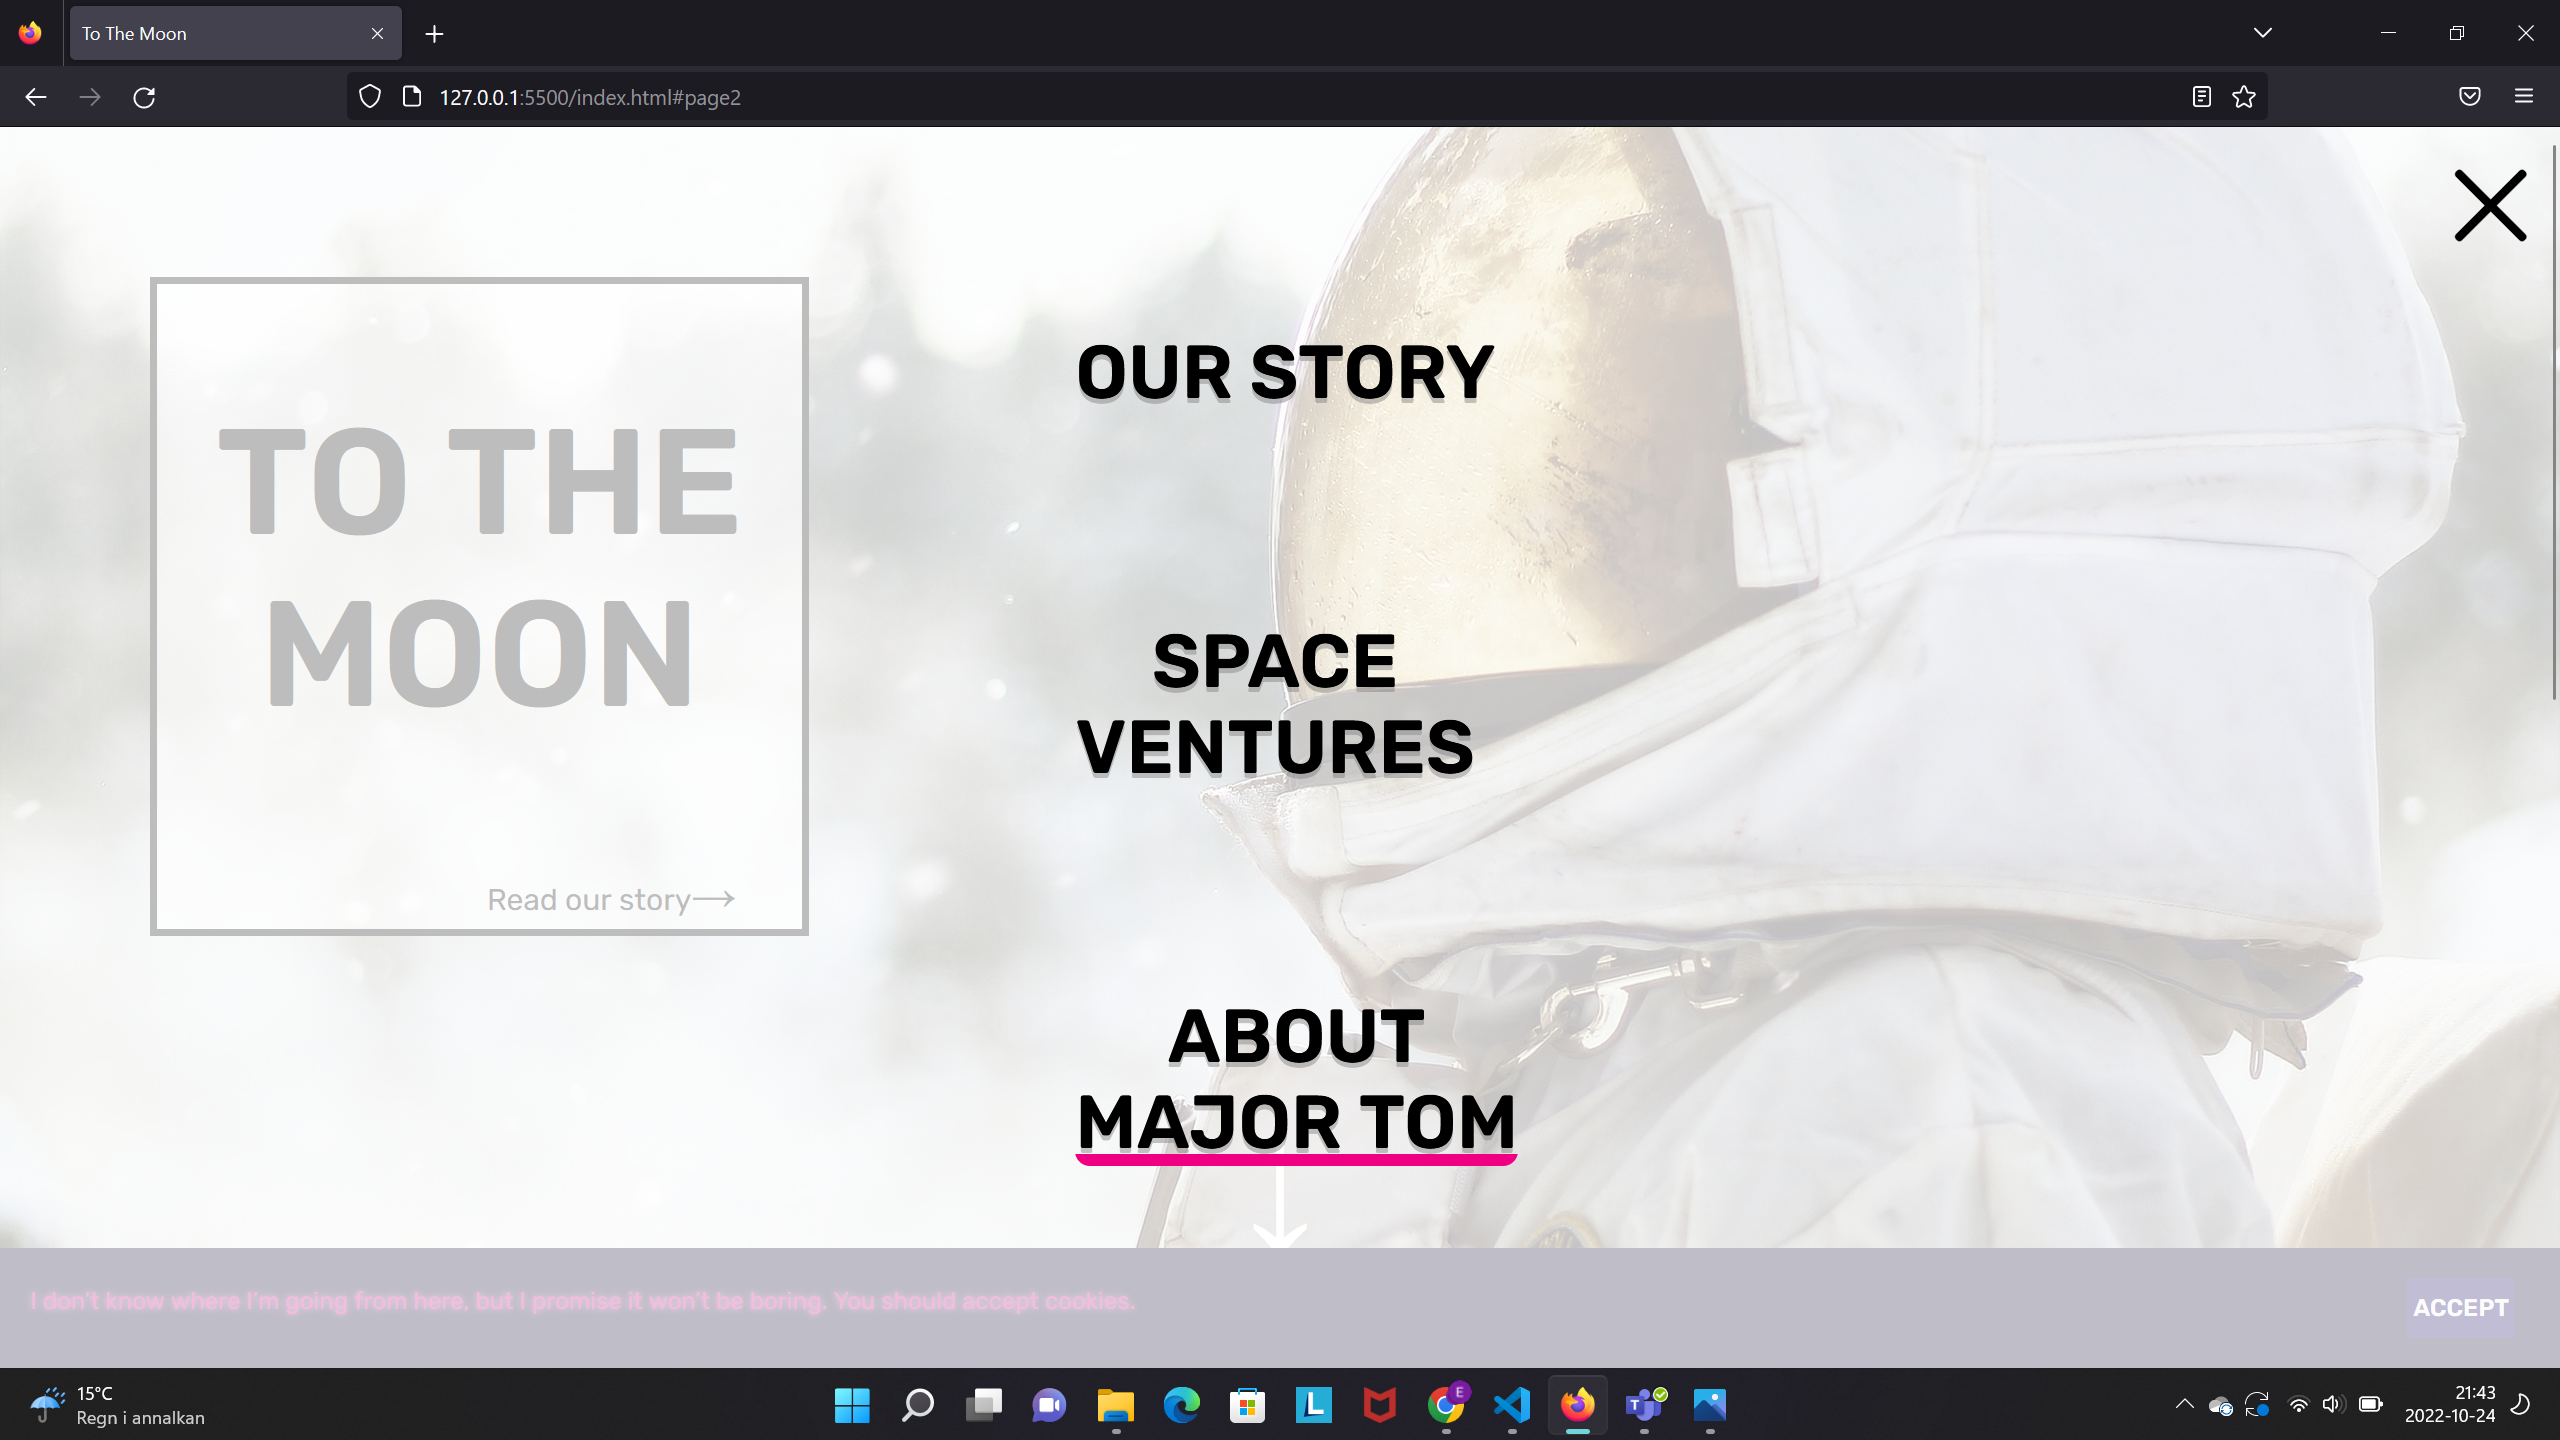 To The Moon
127.0.0.1:5500/index.html#page2
TO THE
MOON
Read our story→
OUR STORY
SPACE
VENTURES
ABOUT
MAJOR TOM
I don't know where I'm going from here, but I promise it won't be boring. You should accept cookies.
ACCEPT
15°C
Regn i annalkan
L
E
T
21:43
2022-10-24